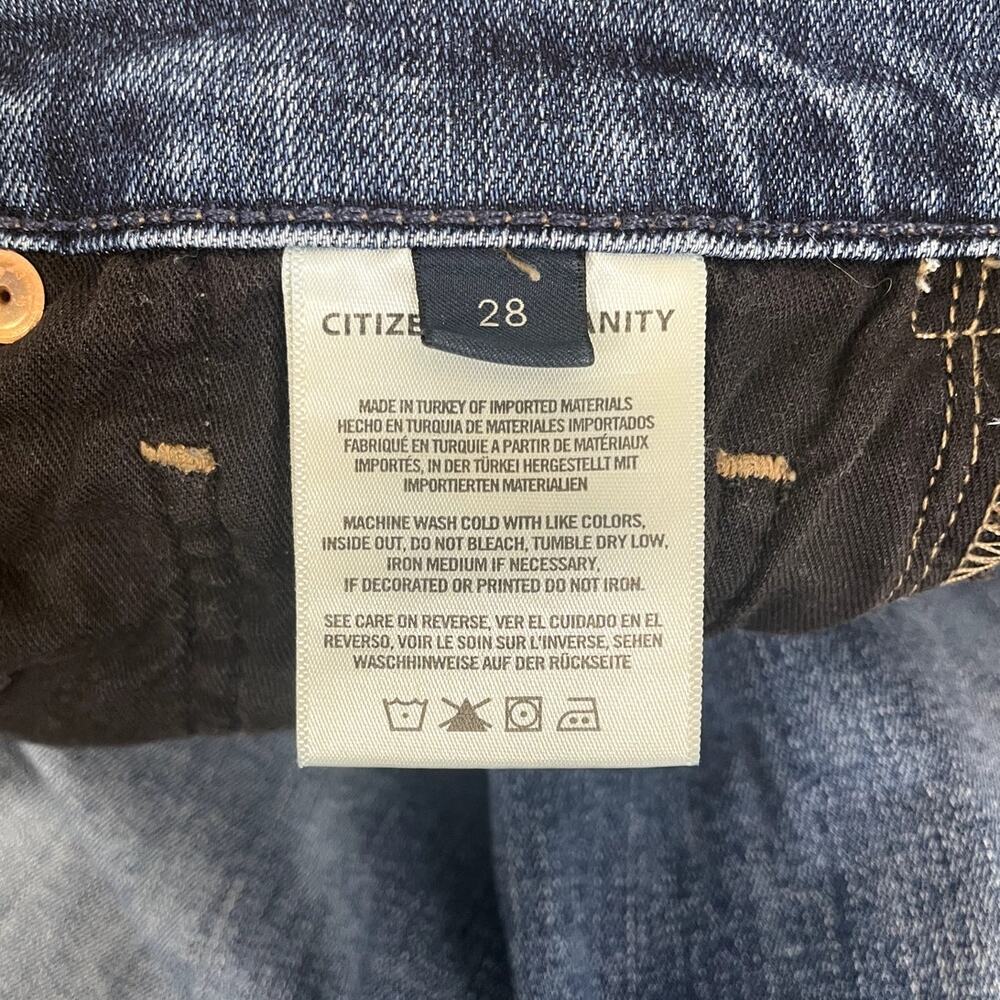 28
CITIZE ANITY
MADE IN TURKEY OF IMPORTED MATERIALS
HECHO EN TURQUIA DE MATERIALES IMPORTADOS
FABRIQUÉ EN TURQUIE A PARTIR DE MATÉRIAUX
IMPORTÉS, IN DER TÜRKEI HERGESTELLT MIT
IMPORTIERTEN MATERIALIEN
MACHINE WASH COLD WITH LIKE COLORS,
INSIDE OUT, DO NOT BLEACH, TUMBLE DRY LOW,
IRON MEDIUM IF NECESSARY,
IF DECORATED OR PRINTED DO NOT IRON.
SEE CARE ON REVERSE, VER EL CUIDADO EN EL
REVERSO, VOIR LE SOIN SUR L'INVERSE, SEHEN
WASCHHINWEISE AUF DER RÜCKSEITE